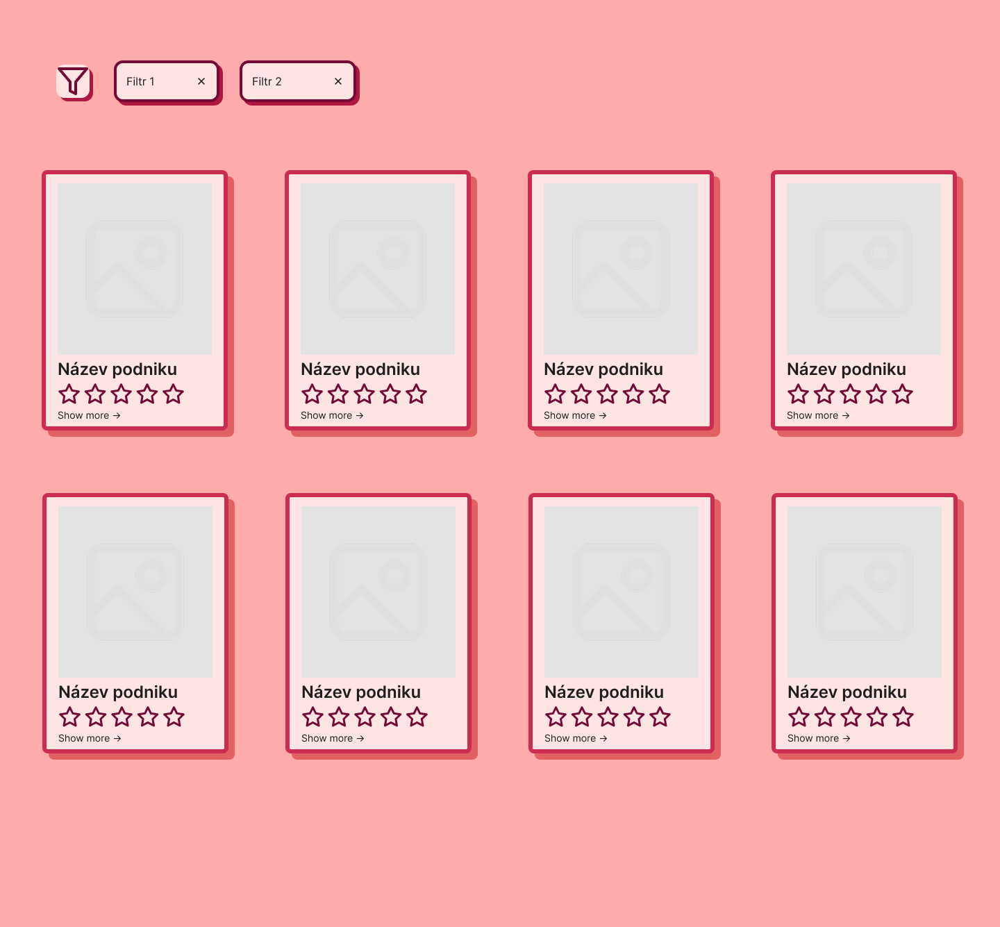 Filtr 1 ✕ Filtr 2 ✕
Název podniku Název podniku Název podniku Název podniku
Show more → Show more → Show more → Show more →
Název podniku Název podniku Název podniku Název podniku
Show more → Show more → Show more → Show more →